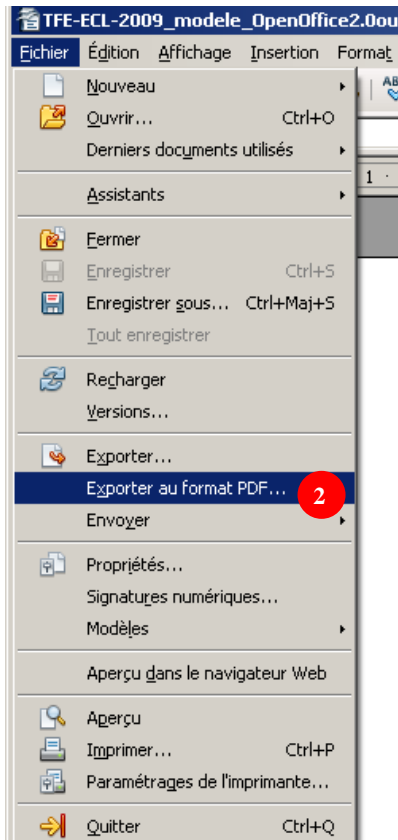 TFE-ECL-2009_modele_OpenOffice2.0ou
Fichier Édition Affichage Insertion Format
Nouveau
Ouvrir... Ctrl+O
Derniers documents utilisés
1
Assistants
Fermer
Enregistrer Ctrl+S
Enregistrer sous... Ctrl+Maj+S
Tout enregistrer
Recharger
Versions...
Exporter...
Exporter au format PDF... 2
Envoyer
Propriétés...
Signatures numériques...
Modèles
Aperçu dans le navigateur Web
Aperçu
Imprimer... Ctrl+P
Paramétrages de l'imprimante...
Quitter Ctrl+Q